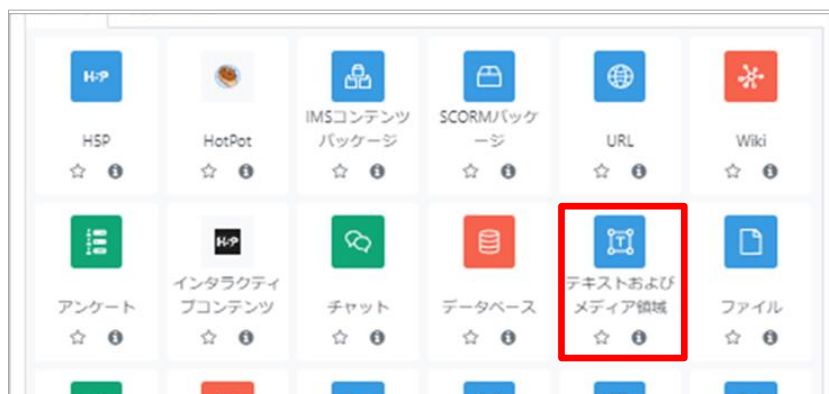 H5P
H5P
HotPot
IMSコンテンツ
パッケージ
SCORMパッケ
ージ
URL
Wiki
アンケート
H5P
インタラクティ
ブコンテンツ
チャット
データベース
T
テキストおよび
メディア領域
ファイル